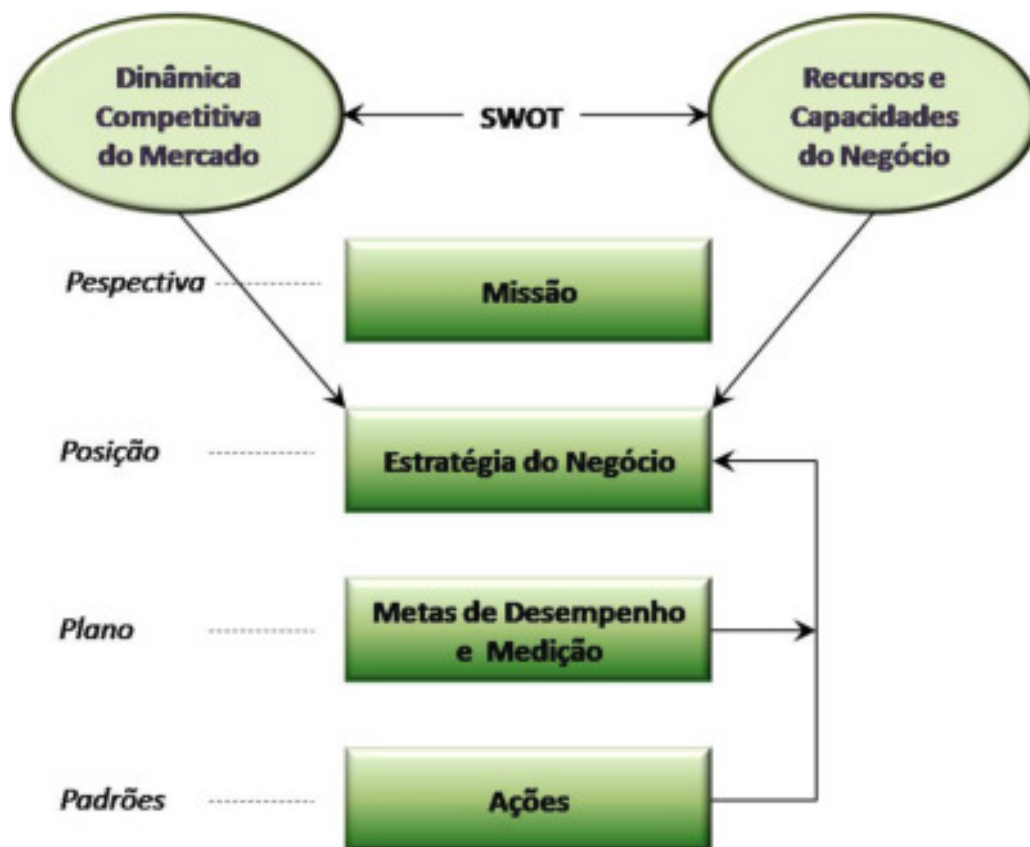 Dinâmica
Competitiva
do Mercado
SWOT
Recursos e
Capacidades
do Negócio
Pespectiva
Missão
Posição
Estratégia do Negócio
Plano
Metas de Desempenho
e Medição
Padrões
Ações